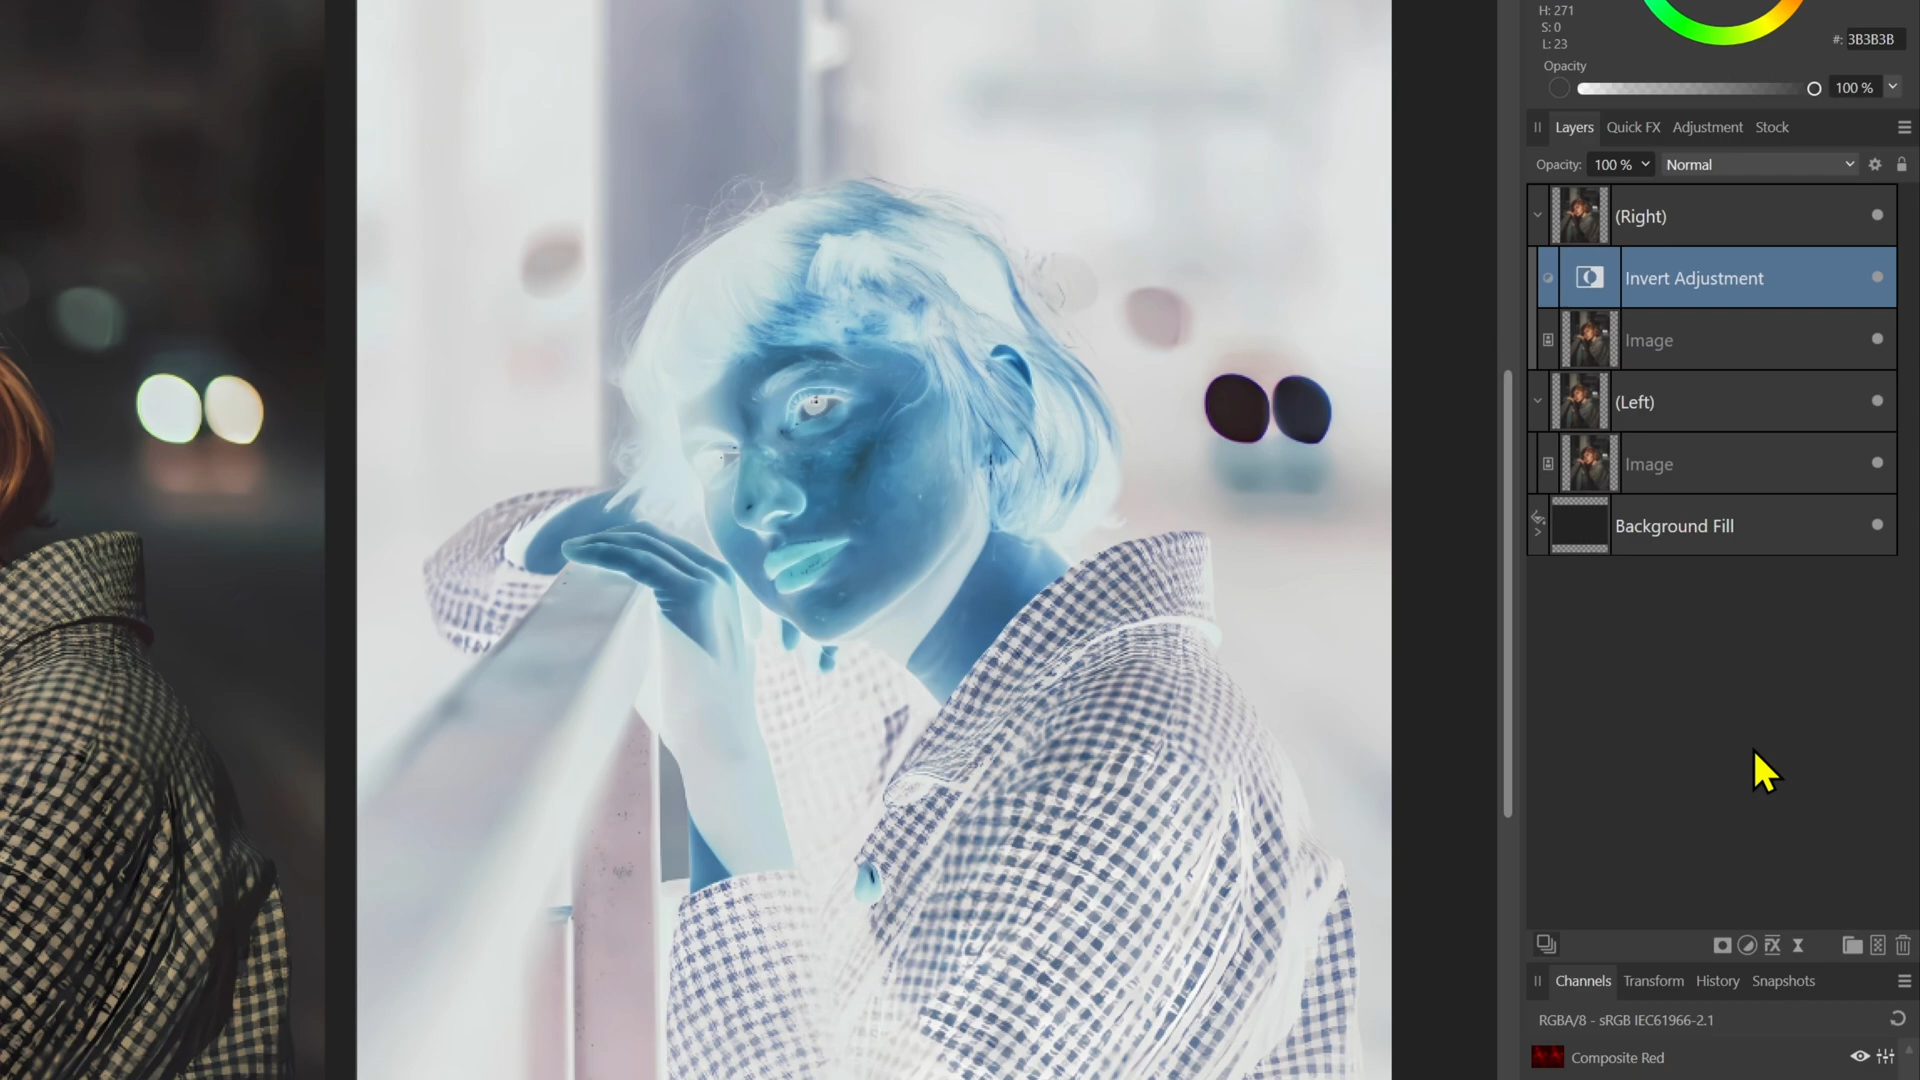 H: 271
S: 0
L: 23
#: 3B3B3B
Opacity
100 %
Layers Quick FX Adjustment Stock
Opacity: 100 % Normal
(Right)
Invert Adjustment
Image
(Left)
Image
Background Fill
FX
Channels Transform History Snapshots
RGBA/8 - sRGB IEC61966-2.1
Composite Red